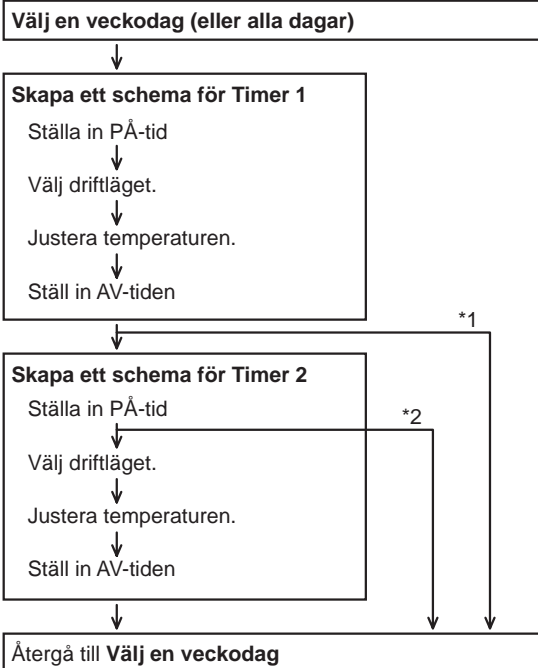 Välj en veckodag (eller alla dagar)
Skapa ett schema för Timer 1
Ställa in PÅ-tid
Välj driftläget.
Justera temperaturen.
Ställ in AV-tiden
*1
Skapa ett schema för Timer 2
Ställa in PÅ-tid
*2
Välj driftläget.
Justera temperaturen.
Ställ in AV-tiden
Återgå till Välj en veckodag